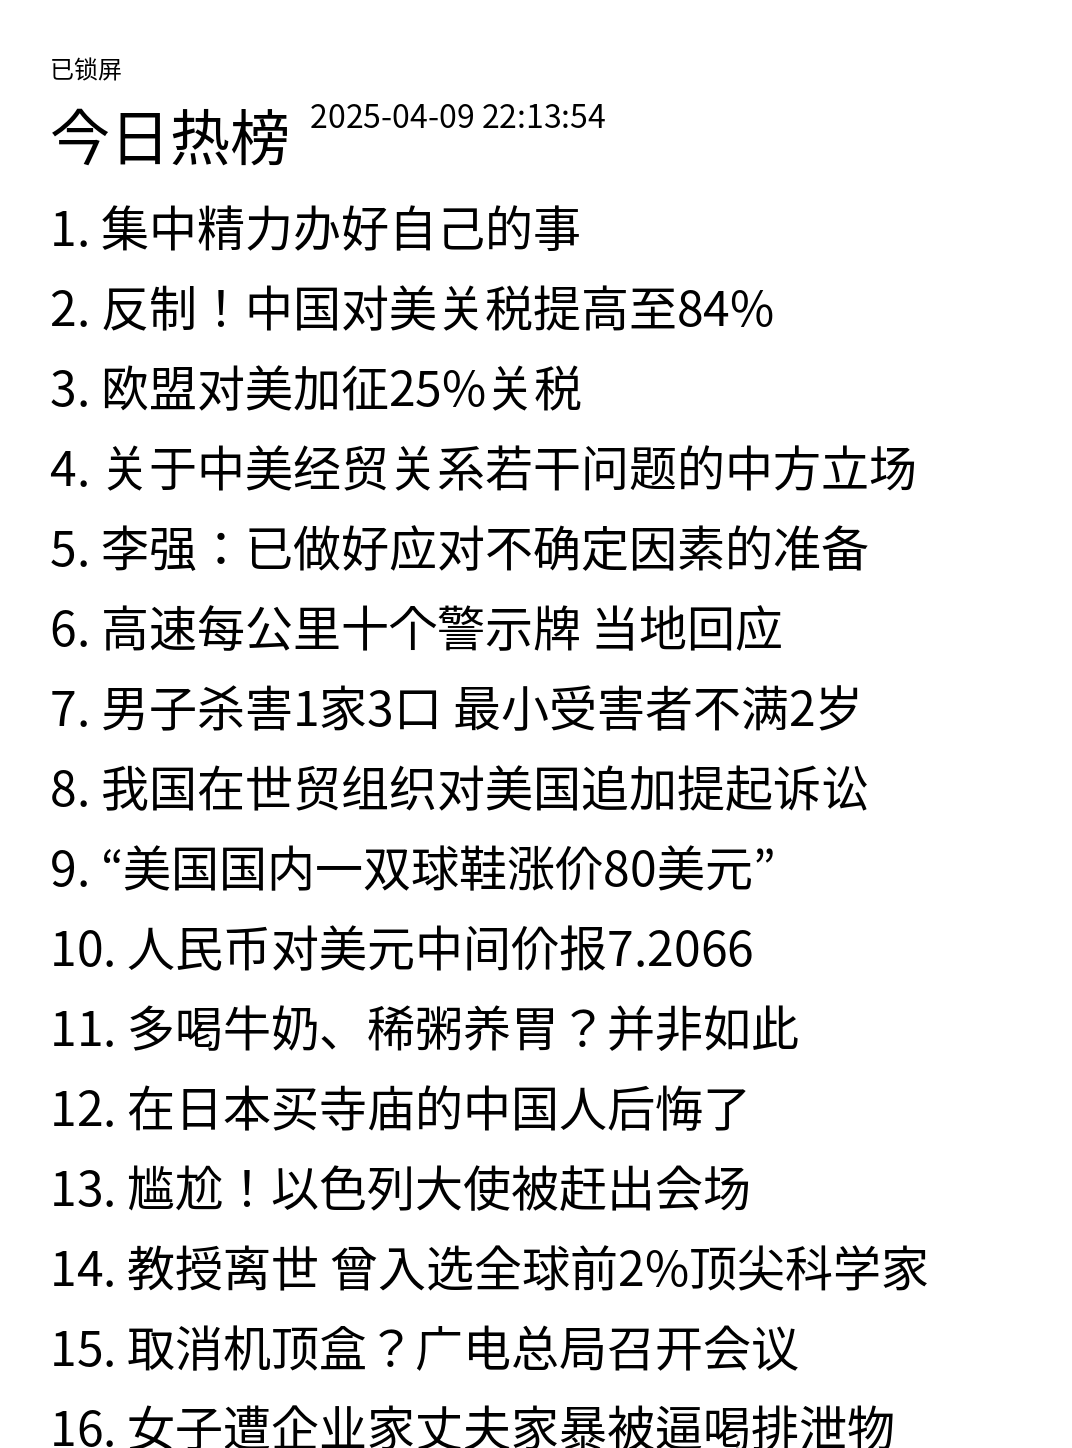 已锁屏
今日热榜 2025-04-09 22:13:54
1. 集中精力办好自己的事
2. 反制！中国对美关税提高至84%
3. 欧盟对美加征25%关税
4. 关于中美经贸关系若干问题的中方立场
5. 李强：已做好应对不确定因素的准备
6. 高速每公里十个警示牌 当地回应
7. 男子杀害1家3口 最小受害者不满2岁
8. 我国在世贸组织对美国追加提起诉讼
9. “美国国内一双球鞋涨价80美元”
10. 人民币对美元中间价报7.2066
11. 多喝牛奶、稀粥养胃？并非如此
12. 在日本买寺庙的中国人后悔了
13. 尴尬！以色列大使被赶出会场
14. 教授离世 曾入选全球前2%顶尖科学家
15. 取消机顶盒？广电总局召开会议
16. 女子遭企业家丈夫家暴被逼喝排泄物